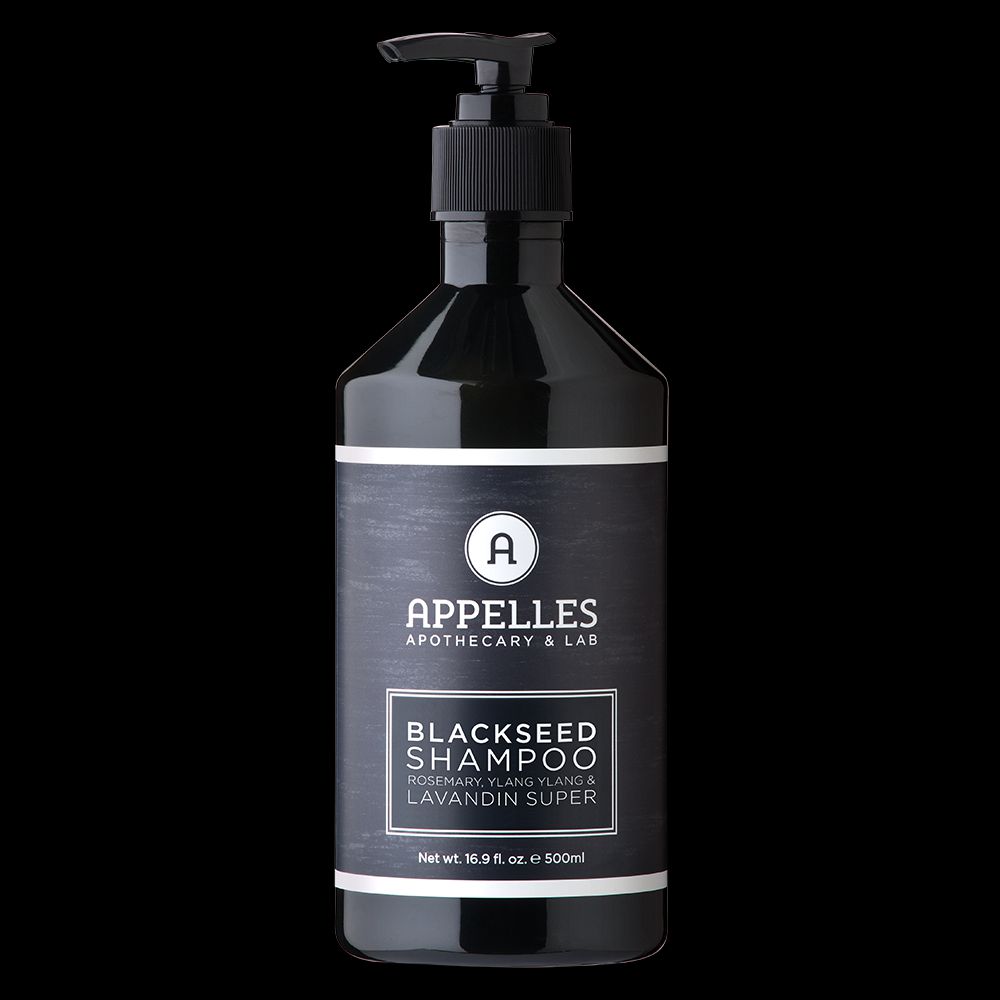 A
APPELLES
APOTHECARY & LAB
BLACKSEED
SHAMPOO
ROSEMARY, YLANG YLANG &
LAVANDIN SUPER
Net wt. 16.9 fl. oz. ℮ 500ml